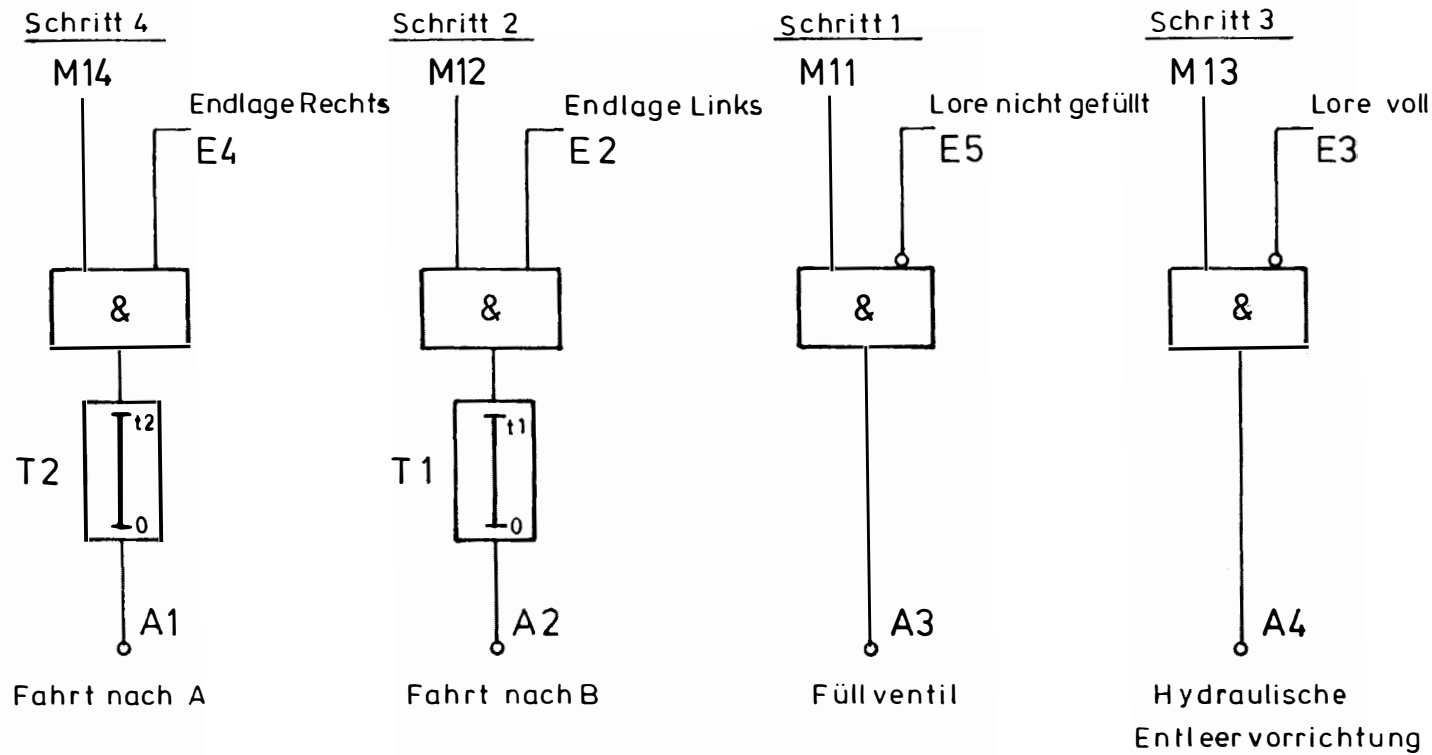 Schritt 4
M14
Endlage Rechts
E4
&
T2
t2
0
A1
Fahrt nach A
Schritt 2
M12
Endlage Links
E2
&
T1
t1
0
A2
Fahrt nach B
Schritt 1
M11
Lore nicht gefüllt
E5
&
A3
Füllventil
Schritt 3
M13
Lore voll
E3
&
A4
Hydraulische
Entleervorrichtung